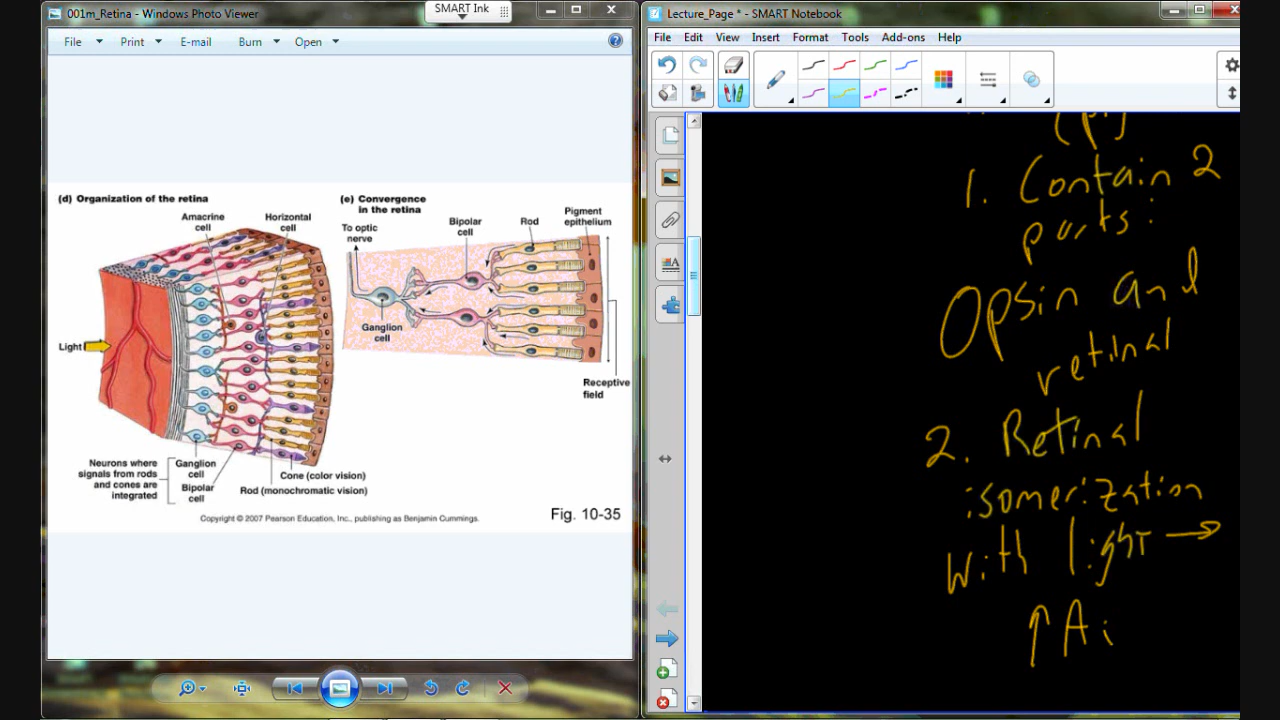 001m_Retina - Windows Photo Viewer
SMART Ink
File Print E-mail Burn Open
(d) Organization of the retina
Amacrine
cell
Horizontal
cell
Light
Neurons where
signals from rods
and cones are
integrated
Ganglion
cell
Bipolar
cell
Cone (color vision)
Rod (monochromatic vision)
(e) Convergence
in the retina
To optic
nerve
Bipolar
cell
Rod
Pigment
epithelium
Ganglion
cell
Receptive
field
Copyright © 2007 Pearson Education, Inc., publishing as Benjamin Cummings.
Fig. 10-35
Lecture_Page * - SMART Notebook
File Edit View Insert Format Tools Add-ons Help
1. Contain 2
parts:
Opsin and
retinal
2. Retinal
isomerization
with light →
↑ A i